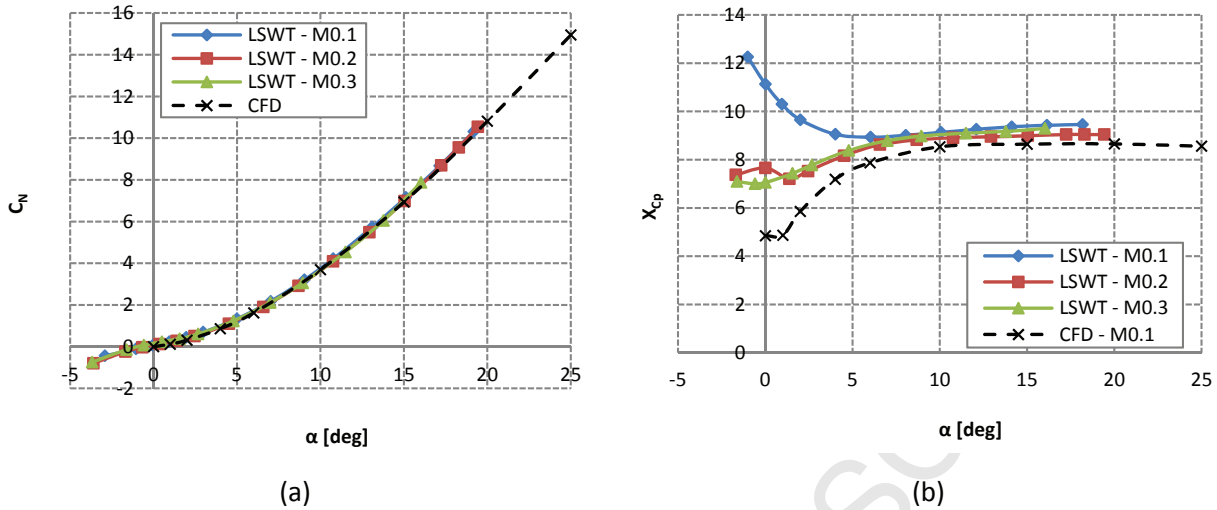 16
14
12
10
8
6
4
2
0
-2
-5
0
5
10
15
20
25
C_N
α [deg]
LSWT - M0.1
LSWT - M0.2
LSWT - M0.3
CFD
(a)
14
12
10
8
6
4
2
0
-5
0
5
10
15
20
25
X_Cp
α [deg]
LSWT - M0.1
LSWT - M0.2
LSWT - M0.3
CFD - M0.1
(b)